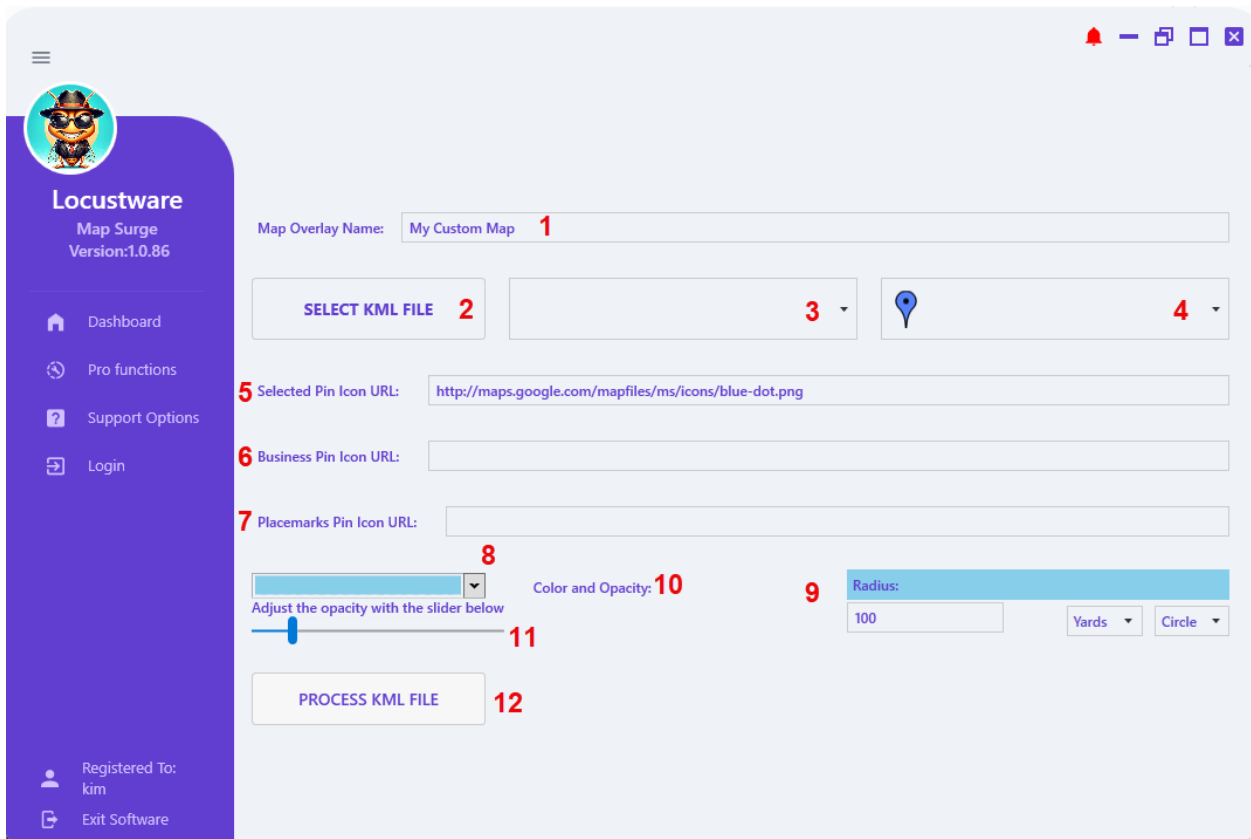 Locustware
Map Surge
Version:1.0.86
Dashboard
Pro functions
Support Options
Login
Registered To:
kim
Exit Software
Map Overlay Name: My Custom Map 1
SELECT KML FILE 2 3 4
5 Selected Pin Icon URL: http://maps.google.com/mapfiles/ms/icons/blue-dot.png
6 Business Pin Icon URL:
7 Placemarks Pin Icon URL:
8
Color and Opacity: 10 9 Radius:
Adjust the opacity with the slider below
100 Yards Circle
11
PROCESS KML FILE 12